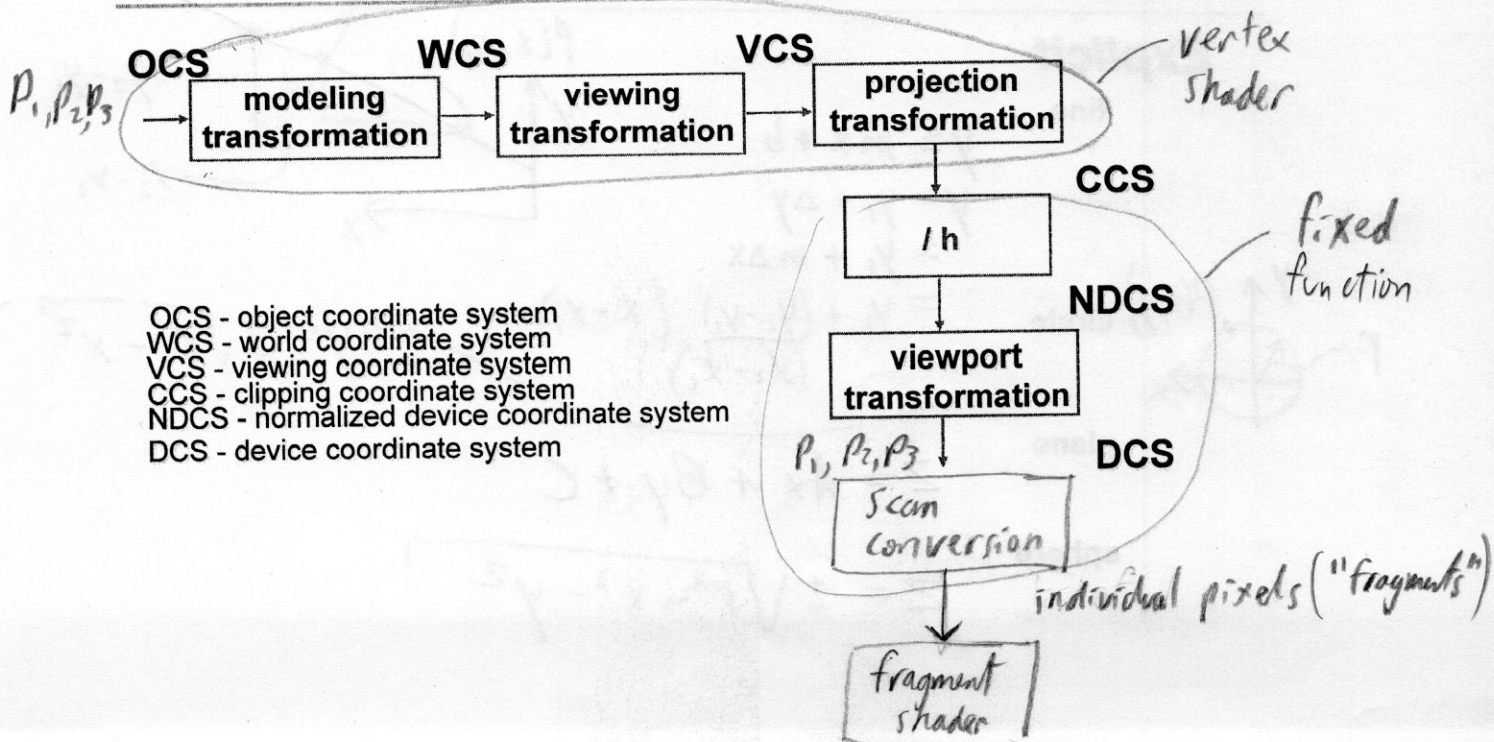 OCS
WCS
VCS
vertex
shader
P₁, P₂, P₃
modeling
transformation
viewing
transformation
projection
transformation
CCS
/ h
fixed
function
NDCS
OCS - object coordinate system
WCS - world coordinate system
VCS - viewing coordinate system
CCS - clipping coordinate system
NDCS - normalized device coordinate system
DCS - device coordinate system
viewport
transformation
P₁, P₂, P₃
DCS
Scan
conversion
individual pixels ("fragments")
fragment
shader